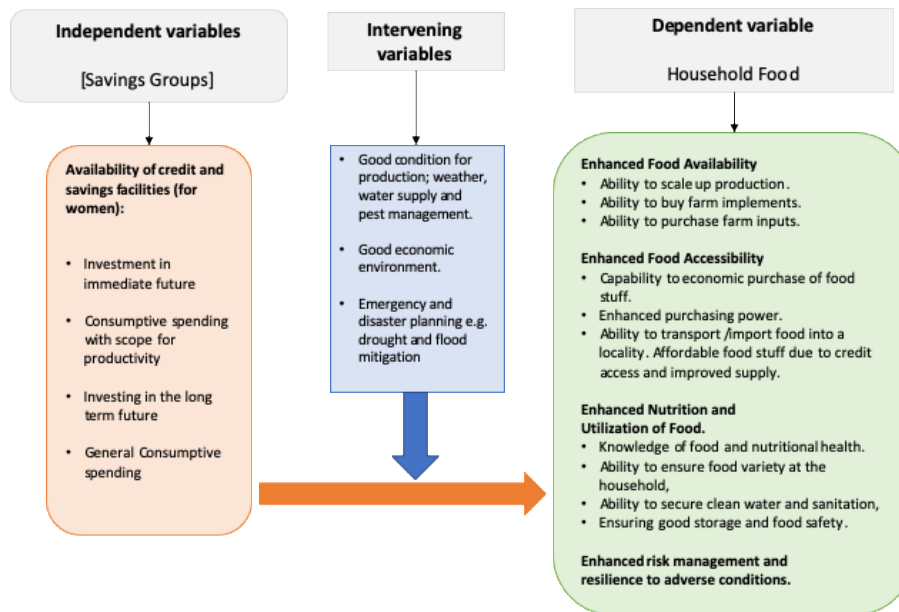 Independent variables
[Savings Groups]
Intervening
variables
Dependent variable
Household Food
Availability of credit and
savings facilities (for
women):
• Investment in
immediate future
• Consumptive spending
with scope for
productivity
• Investing in the long
term future
• General Consumptive
spending
• Good condition for
production; weather,
water supply and
pest management.
• Good economic
environment.
• Emergency and
disaster planning e.g.
drought and flood
mitigation
Enhanced Food Availability
• Ability to scale up production.
• Ability to buy farm implements.
• Ability to purchase farm inputs.
Enhanced Food Accessibility
• Capability to economic purchase of food
stuff.
• Enhanced purchasing power.
• Ability to transport /import food into a
locality. Affordable food stuff due to credit
access and improved supply.
Enhanced Nutrition and
Utilization of Food.
• Knowledge of food and nutritional health.
• Ability to ensure food variety at the
household,
• Ability to secure clean water and sanitation,
• Ensuring good storage and food safety.
Enhanced risk management and
resilience to adverse conditions.